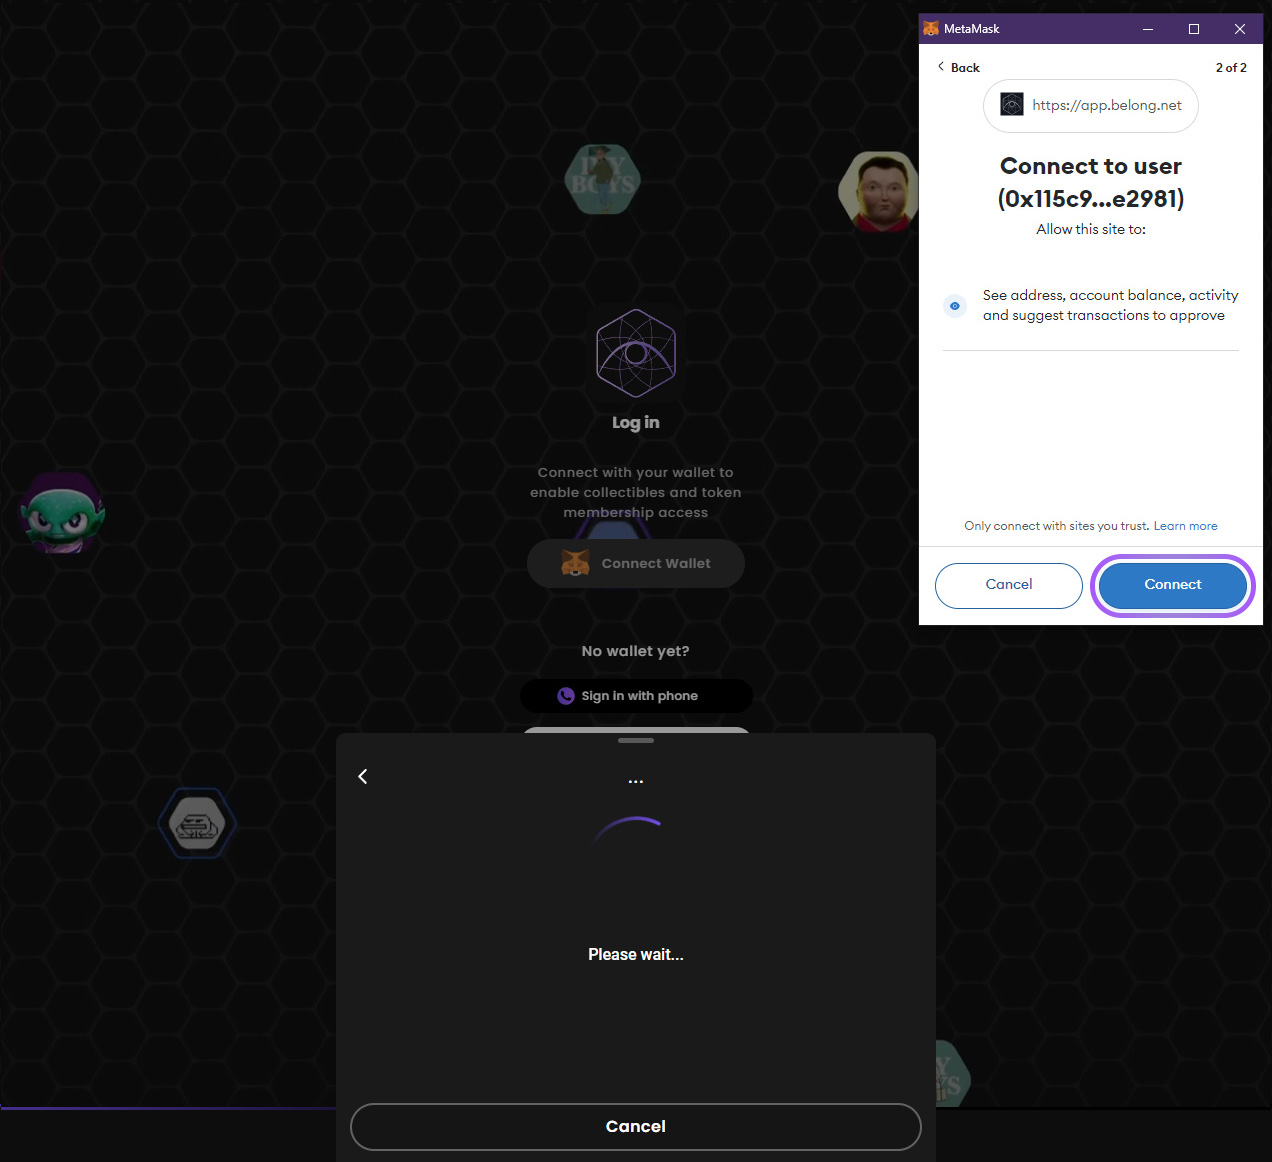 MetaMask
Back
2 of 2
https://app.belong.net
Connect to user
(0x115c9...e2981)
Allow this site to:
See address, account balance, activity
and suggest transactions to approve
Only connect with sites you trust. Learn more
Cancel
Connect
BOYS
Log in
Connect with your wallet to
enable collectibles and token
membership access
Connect Wallet
No wallet yet?
Sign in with phone
...
Please wait...
Cancel